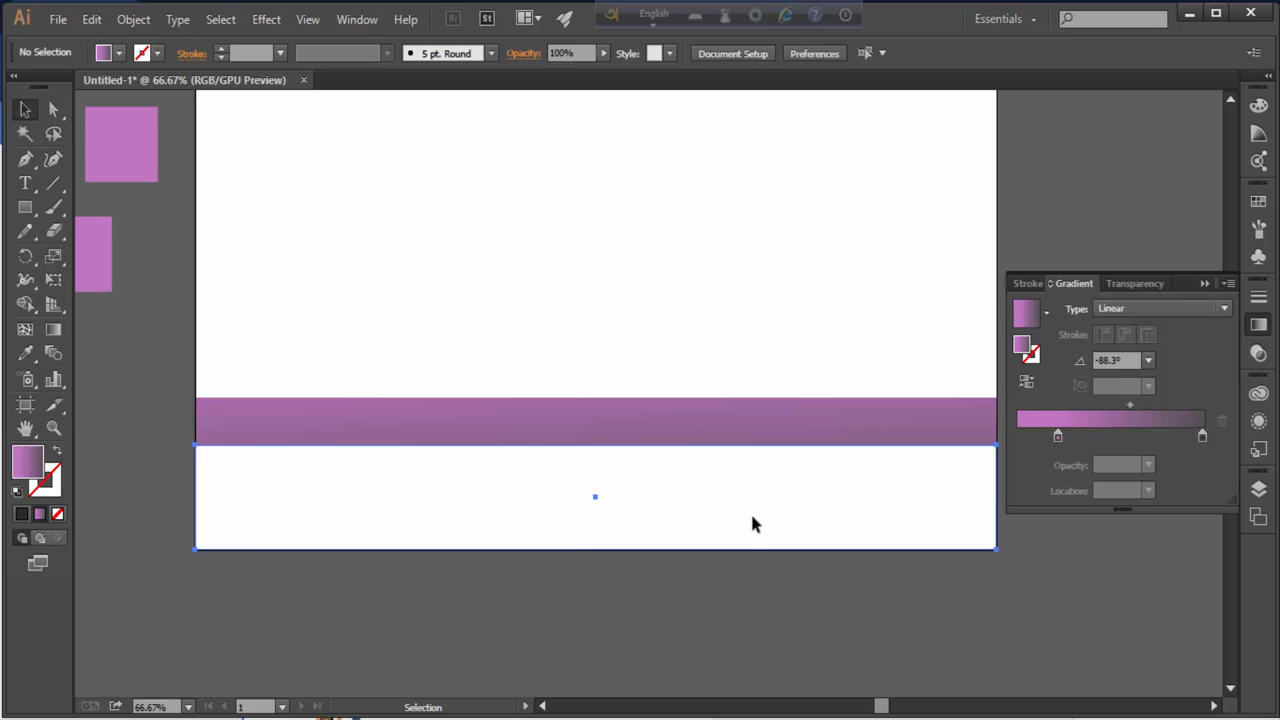 Ai File Edit Object Type Select Effect View Window Help Br St English Essentials
No Selection Stroke: 5 pt. Round Opacity: 100% Style: Document Setup Preferences
Untitled-1* @ 66.67% (RGB/GPU Preview) ×
Stroke Gradient Transparency
Type: Linear
Stroke:
-88.3°
Opacity:
Location:
66.67% 1 Selection